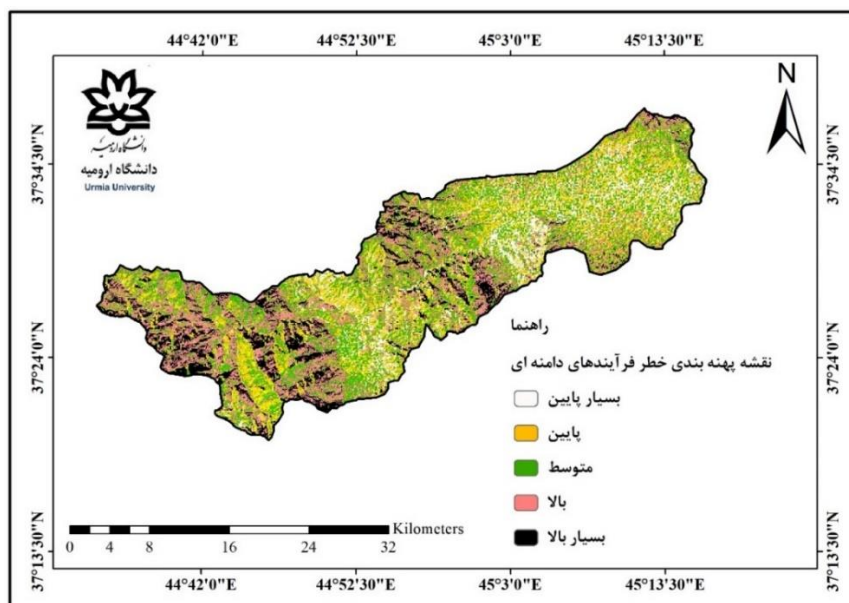 44°42'0"E 44°52'30"E 45°3'0"E 45°13'30"E
N
دانشگاه ارومیه
دانشگاه ارومیه
Urmia University
37°34'30"N
37°34'30"N
37°24'0"N
37°24'0"N
37°13'30"N
37°13'30"N
راهنما
نقشه پهنه بندی خطر فرآیندهای دامنه ای
بسیار پایین
پایین
متوسط
بالا
بسیار بالا
Kilometers
0 4 8 16 24 32
44°42'0"E 44°52'30"E 45°3'0"E 45°13'30"E